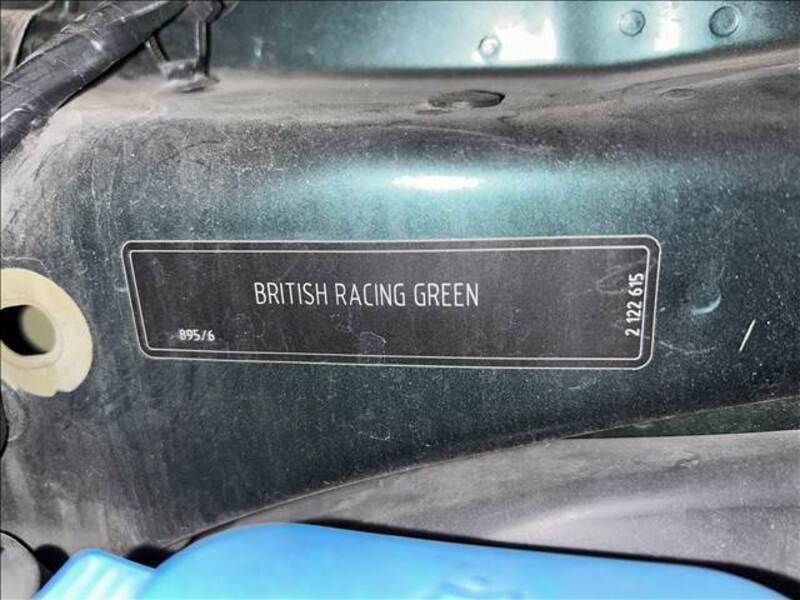 BRITISH RACING GREEN
895/6
2 122 615